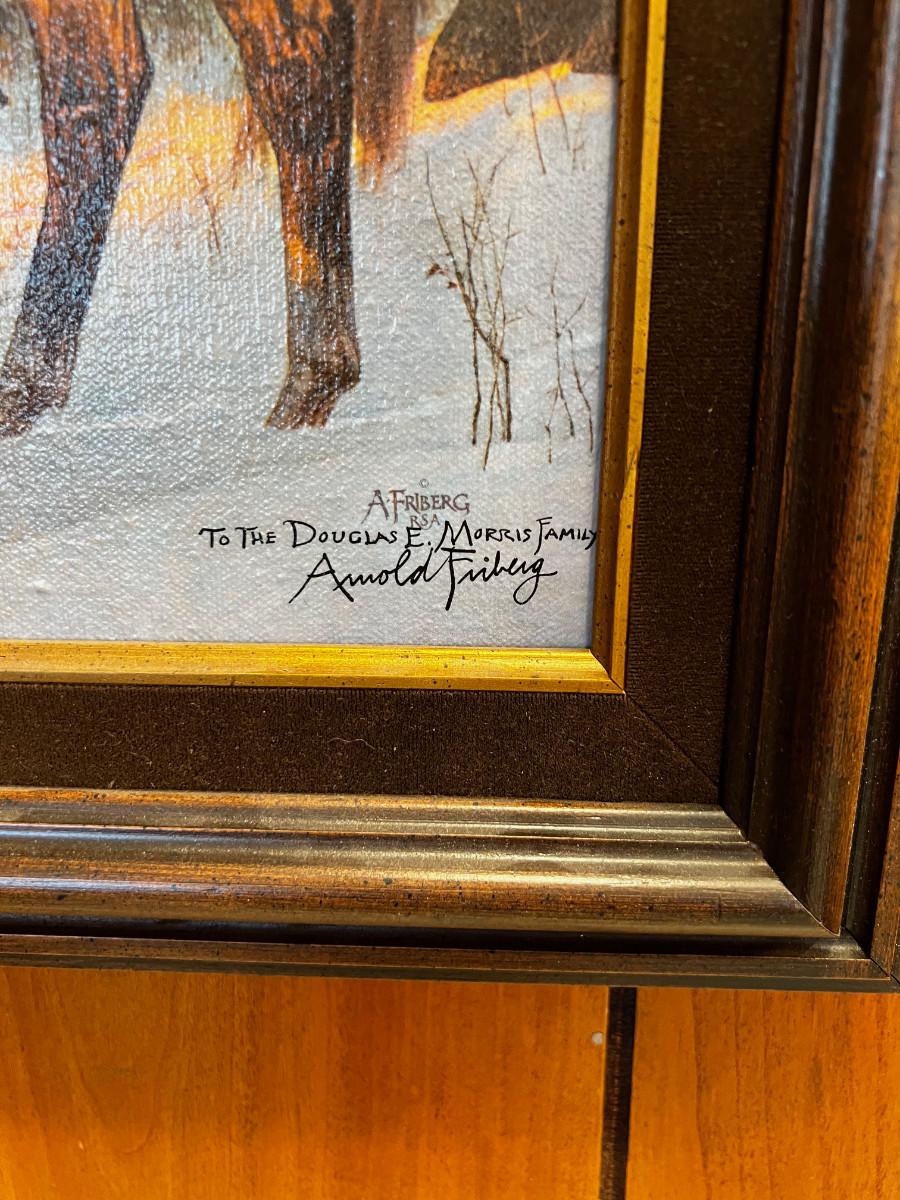 ©
A·FRIBERG
RSA
TO THE DOUGLAS E. MORRIS FAMILY
Arnold Friberg